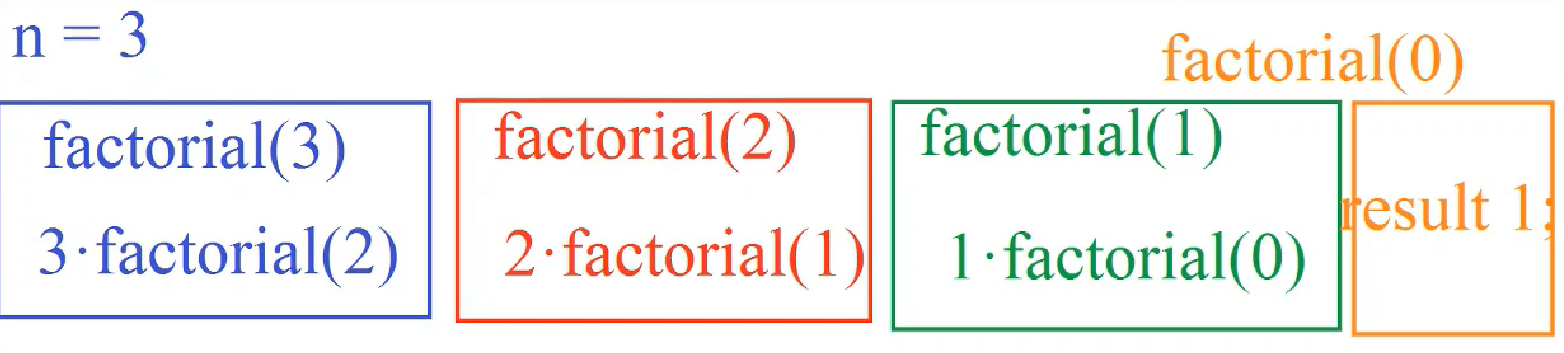 n = 3
factorial(3)
3·factorial(2)
factorial(2)
2·factorial(1)
factorial(1)
1·factorial(0)
factorial(0)
result 1;